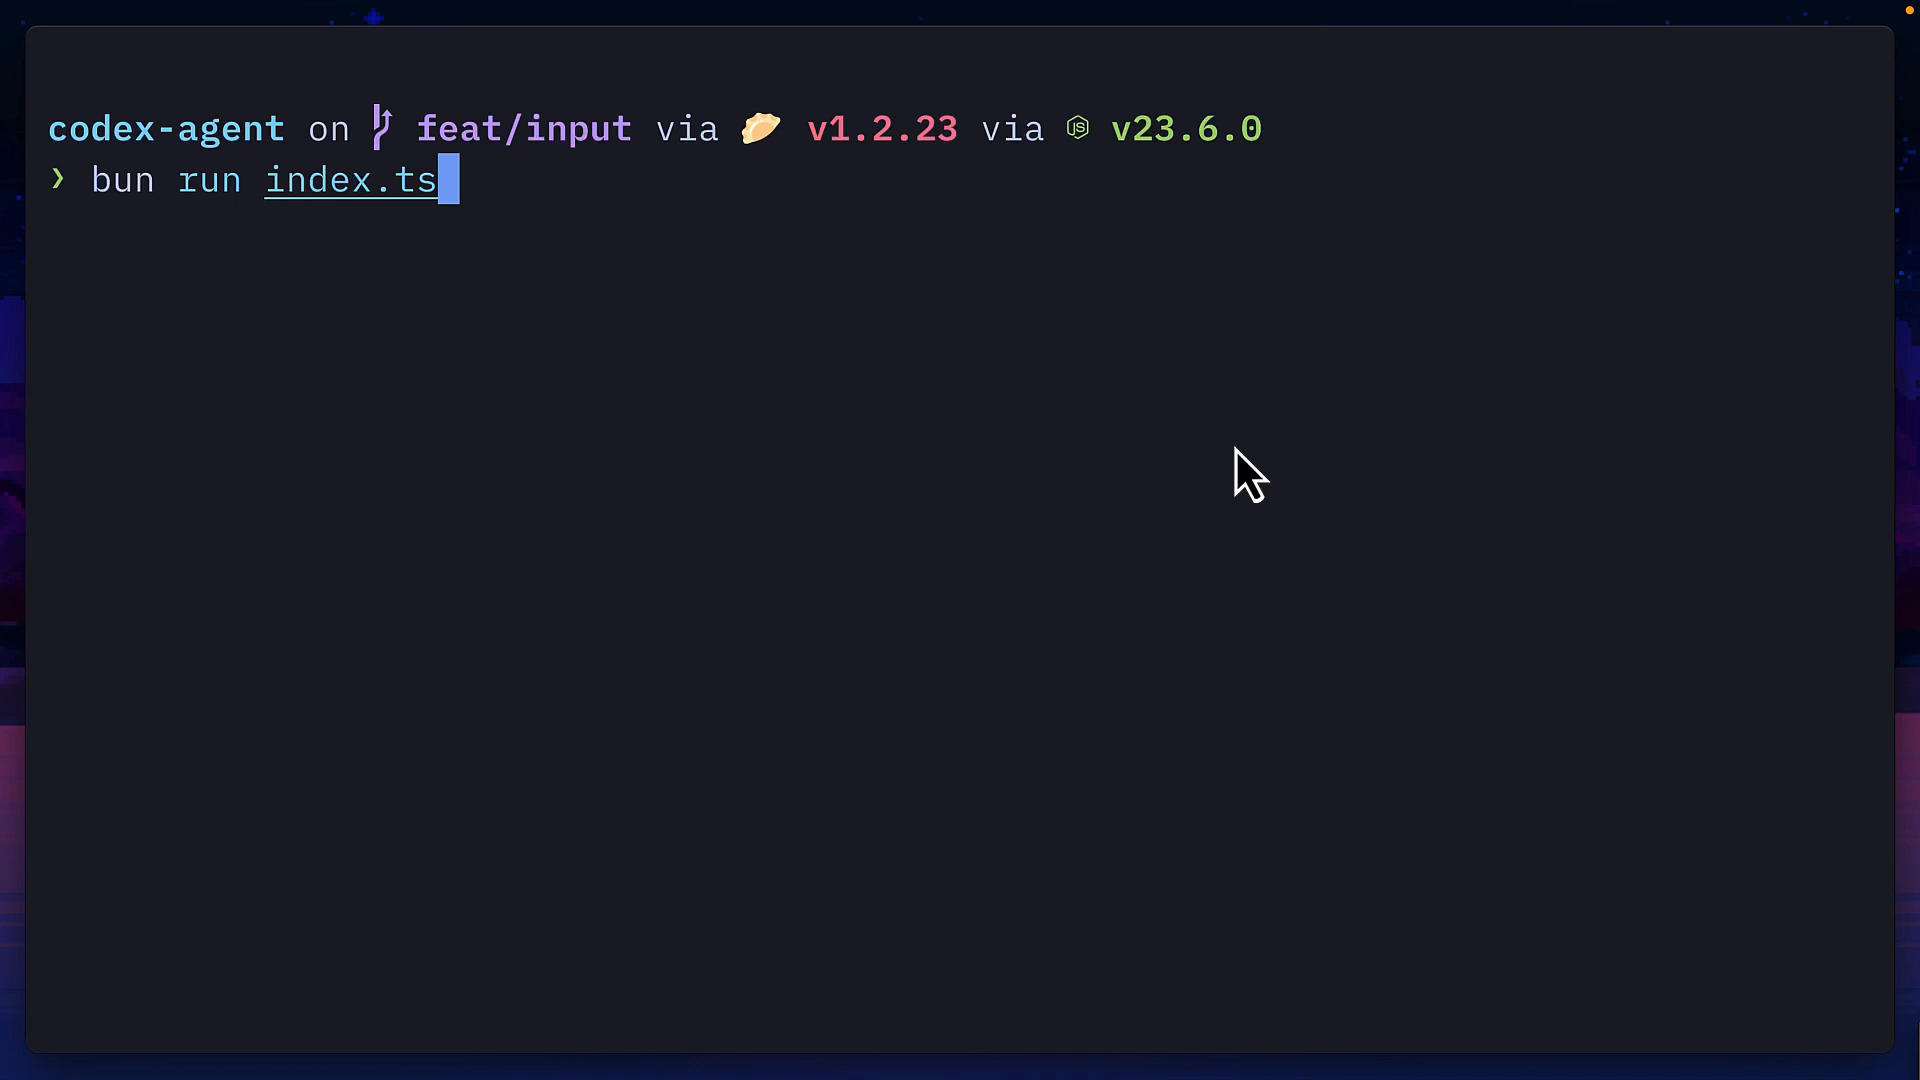 codex-agent on feat/input via 🥟 v1.2.23 via v23.6.0
❯ bun run index.ts